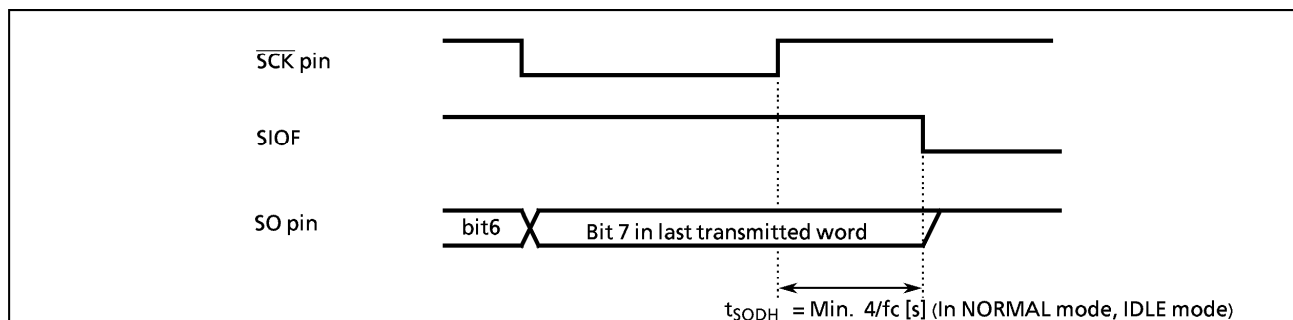 S̅C̅K̅ pin
SIOF
SO pin
bit6
Bit 7 in last transmitted word
tSODH = Min. 4/fc [s] (In NORMAL mode, IDLE mode)